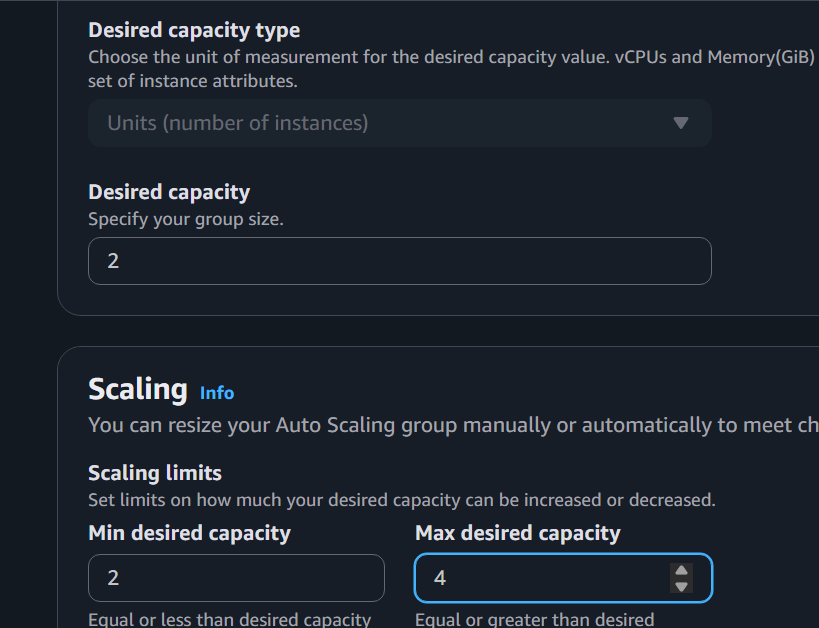 Desired capacity type
Choose the unit of measurement for the desired capacity value. vCPUs and Memory(GiB)
set of instance attributes.
Units (number of instances)
Desired capacity
Specify your group size.
2
Scaling Info
You can resize your Auto Scaling group manually or automatically to meet ch
Scaling limits
Set limits on how much your desired capacity can be increased or decreased.
Min desired capacity Max desired capacity
2 4
Equal or less than desired capacity Equal or greater than desired